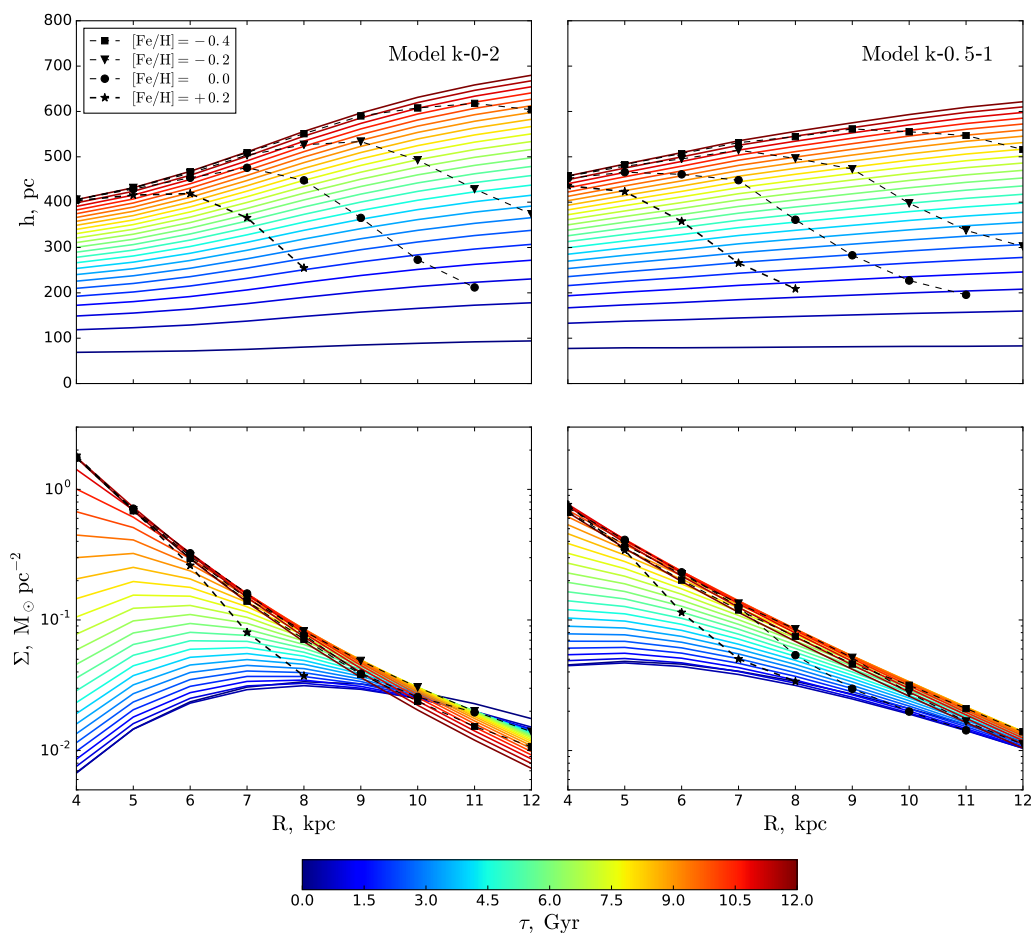 800
700
600
500
400
300
200
100
0
h, pc
[Fe/H]= −0.4
[Fe/H]= −0.2
[Fe/H]= 0.0
[Fe/H]= +0.2
Model k-0-2
Model k-0.5-1
10⁰
10⁻¹
10⁻²
Σ, M⊙ pc⁻²
4 5 6 7 8 9 10 11 12
R, kpc
4 5 6 7 8 9 10 11 12
R, kpc
0.0 1.5 3.0 4.5 6.0 7.5 9.0 10.5 12.0
τ, Gyr